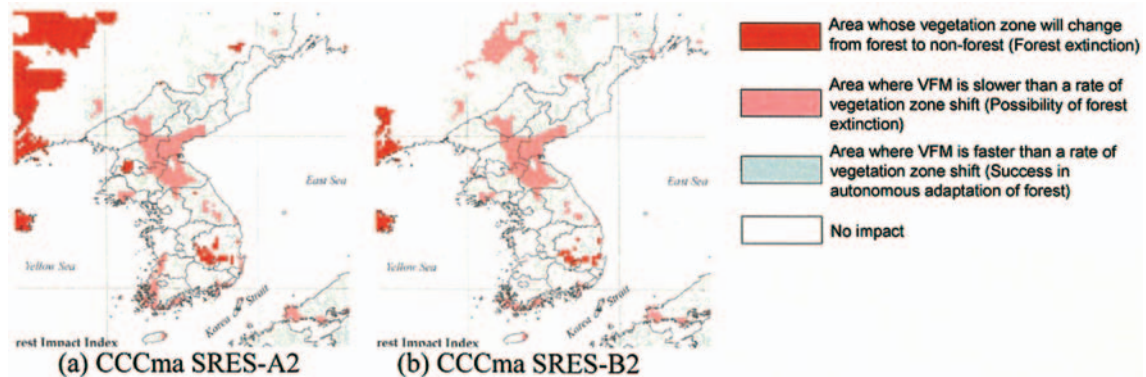 Area whose vegetation zone will change
from forest to non-forest (Forest extinction)
Area where VFM is slower than a rate of
vegetation zone shift (Possibility of forest
extinction)
Area where VFM is faster than a rate of
vegetation zone shift (Success in
autonomous adaptation of forest)
No impact
East Sea
Yellow Sea
Korea Strait
rest Impact Index
(a) CCCma SRES-A2
East Sea
Yellow Sea
Korea Strait
rest Impact Index
(b) CCCma SRES-B2